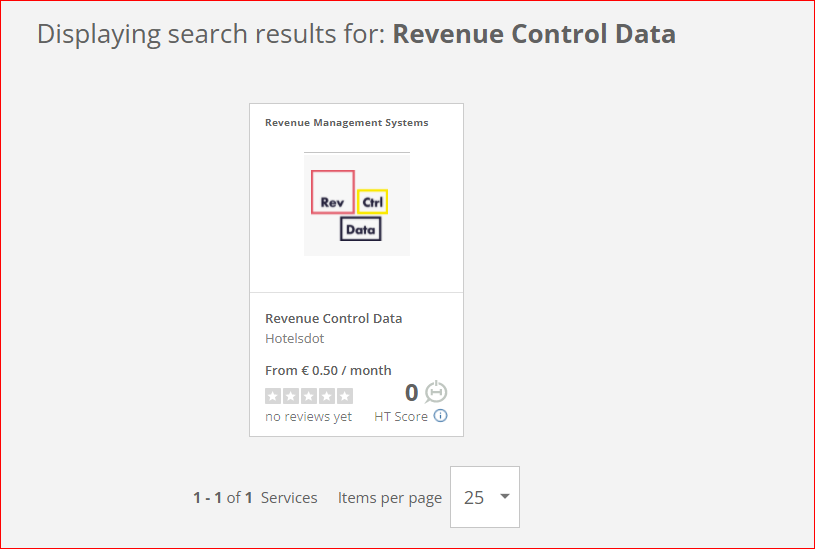 Displaying search results for: Revenue Control Data
Revenue Management Systems
Rev Ctrl
Data
Revenue Control Data
Hotelsdot
From € 0.50 / month
0
no reviews yet HT Score
1 - 1 of 1 Services Items per page 25